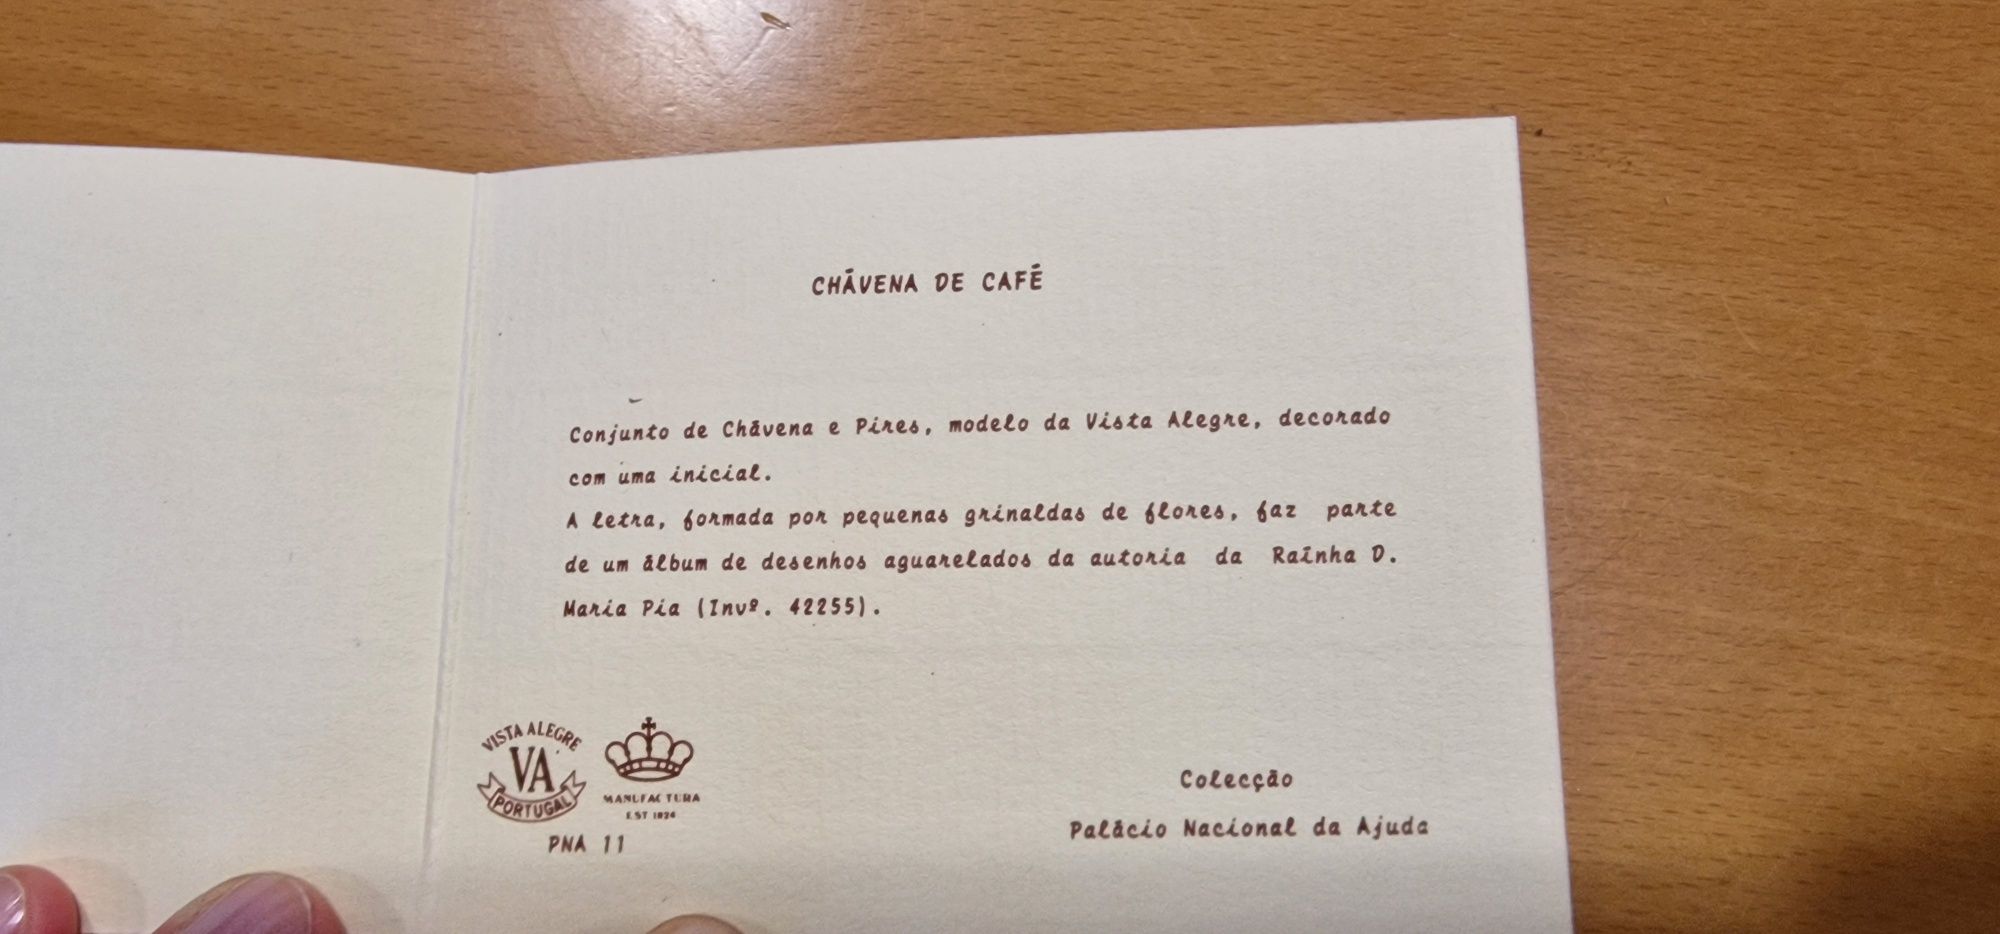 CHÁVENA DE CAFÉ
Conjunto de Chávena e Pires, modelo da Vista Alegre, decorado
com uma inicial.
A letra, formada por pequenas grinaldas de flores, faz parte
de um álbum de desenhos aguarelados da autoria da Raínha D.
Maria Pia (Invº. 42255).
VISTA ALEGRE
VA
PORTUGAL
MANUFACTURA
EST 1824
PNA 11
Colecção
Palácio Nacional da Ajuda